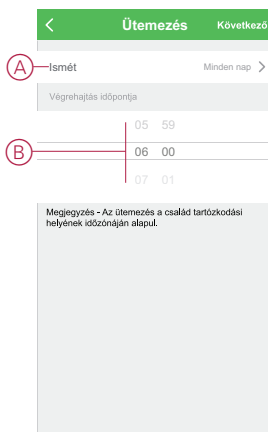 Ütemezés
Következő
A
Ismét
Minden nap
Végrehajtás időpontja
05 59
B
06 00
07 01
Megjegyzés - Az ütemezés a család tartózkodási
helyének időzónáján alapul.